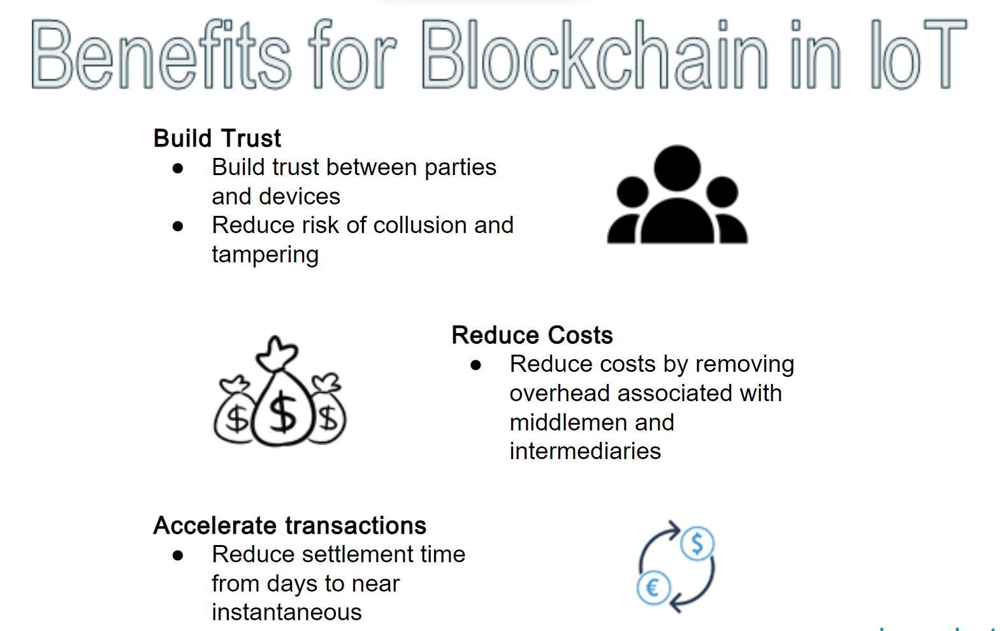 Benefits for Blockchain in IoT
Build Trust
● Build trust between parties
and devices
● Reduce risk of collusion and
tampering
$ $ $
Reduce Costs
● Reduce costs by removing
overhead associated with
middlemen and
intermediaries
Accelerate transactions
● Reduce settlement time
from days to near
instantaneous
$
€